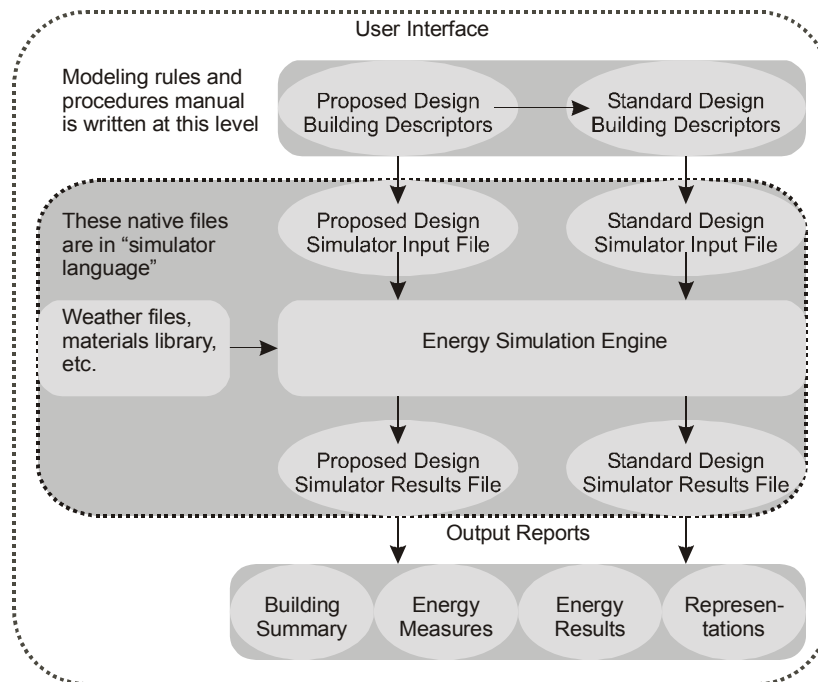 User Interface
Modeling rules and
procedures manual
is written at this level
Proposed Design
Building Descriptors
Standard Design
Building Descriptors
These native files
are in “simulator
language”
Proposed Design
Simulator Input File
Standard Design
Simulator Input File
Weather files,
materials library,
etc.
Energy Simulation Engine
Proposed Design
Simulator Results File
Standard Design
Simulator Results File
Output Reports
Building
Summary
Energy
Measures
Energy
Results
Represen-
tations